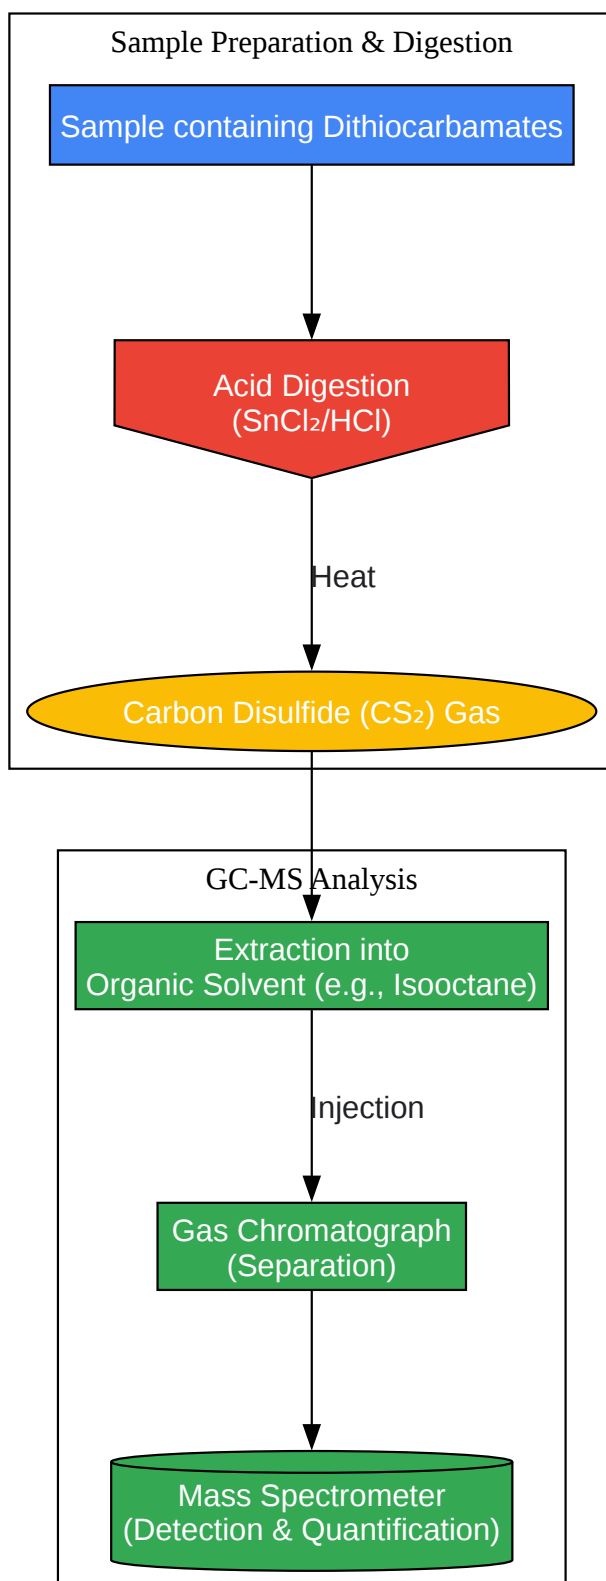 Sample Preparation & Digestion
Sample containing Dithiocarbamates
Acid Digestion
(SnCl₂/HCl)
Heat
Carbon Disulfide (CS₂) Gas
GC-MS Analysis
Extraction into
Organic Solvent (e.g., Isooctane)
Injection
Gas Chromatograph
(Separation)
Mass Spectrometer
(Detection & Quantification)